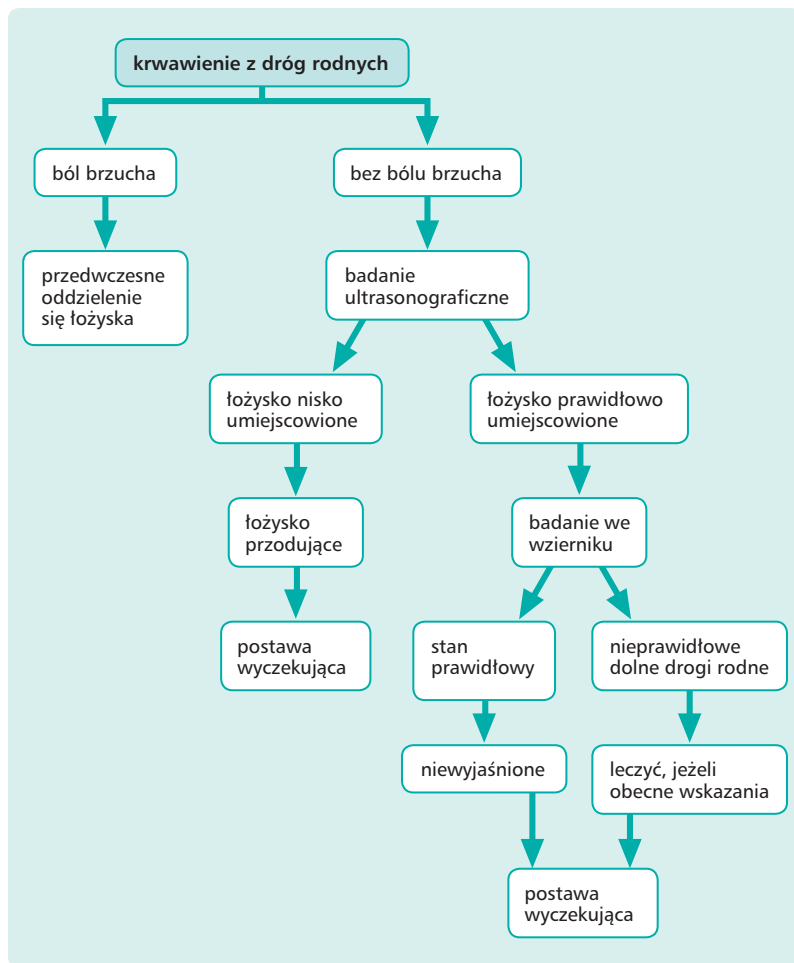 krwawienie z dróg rodnych
ból brzucha
bez bólu brzucha
przedwczesne
oddzielenie
się łożyska
badanie
ultrasonograficzne
łożysko nisko
umiejscowione
łożysko prawidłowo
umiejscowione
łożysko
przodujące
badanie we
wzierniku
postawa
wyczekująca
stan
prawidłowy
nieprawidłowe
dolne drogi rodne
niewyjaśnione
leczyć, jeżeli
obecne wskazania
postawa
wyczekująca